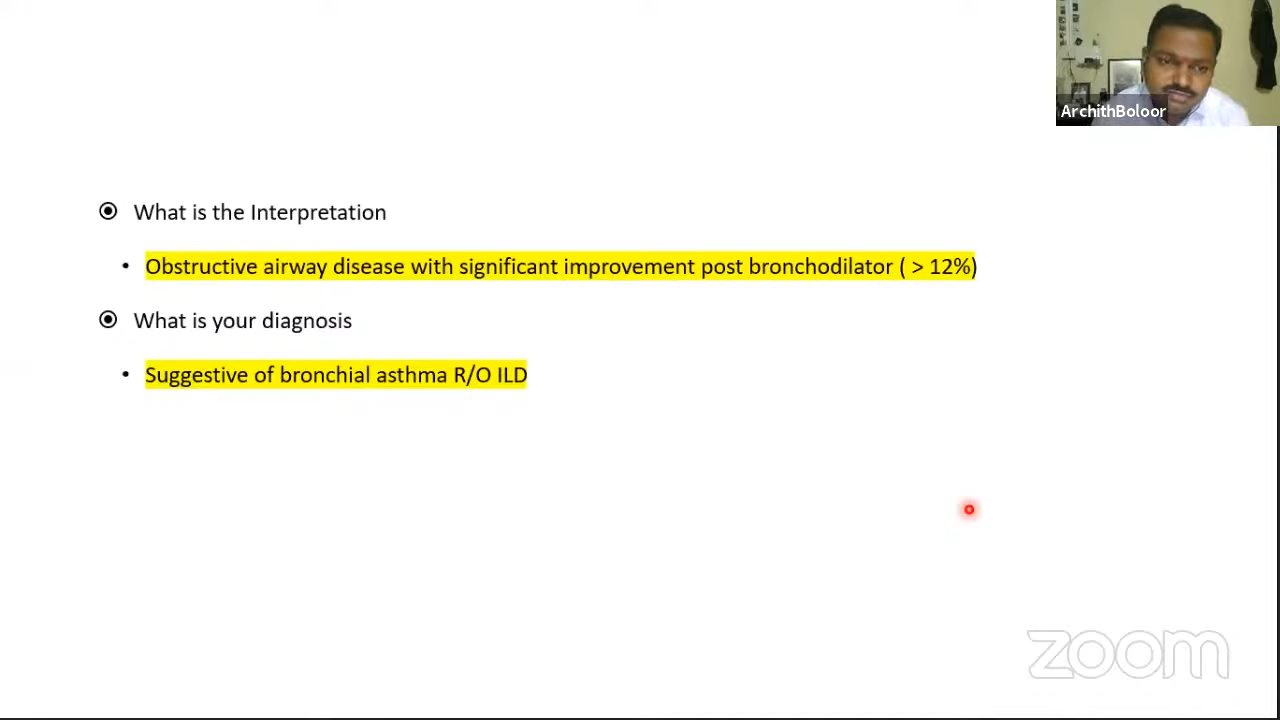 ArchithBoloor
What is the Interpretation
• Obstructive airway disease with significant improvement post bronchodilator ( > 12%)
What is your diagnosis
• Suggestive of bronchial asthma R/O ILD
zoom